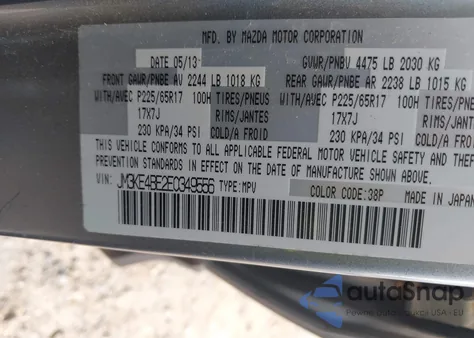 MFD. BY MAZDA MOTOR CORPORATION
DATE 05/13 GVWR/PNBV 4475 LB 2030 KG
FRONT GAWR/PNBE AV 2244 LB 1018 KG REAR GAWR/PNBE AR 2238 LB 1015 KG
WITH/AVEC P225/65R17 100H TIRES/PNEUS WITH/AVEC P225/65R17 100H TIRES/PNEUS
17X7J RIMS/JANTES 17X7J RIMS/JANTES
230 KPA/34 PSI COLD/A FROID 230 KPA/34 PSI COLD/A FROID
THIS VEHICLE CONFORMS TO ALL APPLICABLE FEDERAL MOTOR VEHICLE SAFETY AND THEFT
PREVENTION STANDARDS IN EFFECT ON THE DATE OF MANUFACTURE SHOWN ABOVE.
VIN: JM3KE4BE2E0349556 TYPE: MPV COLOR CODE: 38P MADE IN JAPAN
autoSnap
Powne autoputanous USA-EU